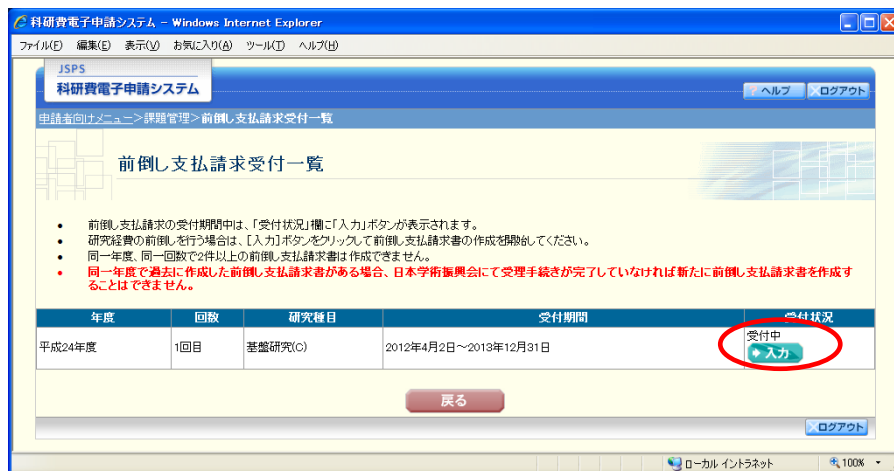 科研費電子申請システム - Windows Internet Explorer
ファイル(F) 編集(E) 表示(V) お気に入り(A) ツール(T) ヘルプ(H)
JSPS
科研費電子申請システム
? ヘルプ ×ログアウト
申請者向けメニュー>課題管理>前倒し支払請求受付一覧
前倒し支払請求受付一覧
• 前倒し支払請求の受付期間中は、「受付状況」欄に「入力」ボタンが表示されます。
• 研究経費の前倒しを行う場合は、[入力]ボタンをクリックして前倒し支払請求書の作成を開始してください。
• 同一年度、同一回数で2件以上の前倒し支払請求書は作成できません。
• 同一年度で過去に作成した前倒し支払請求書がある場合、日本学術振興会にて受理手続きが完了していなければ新たに前倒し支払請求書を作成す
ることはできません。
年度 回数 研究種目 受付期間 受付状況
平成24年度 1回目 基盤研究(C) 2012年4月2日～2013年12月31日 受付中
入力
戻る
×ログアウト
ローカル イントラネット 100%